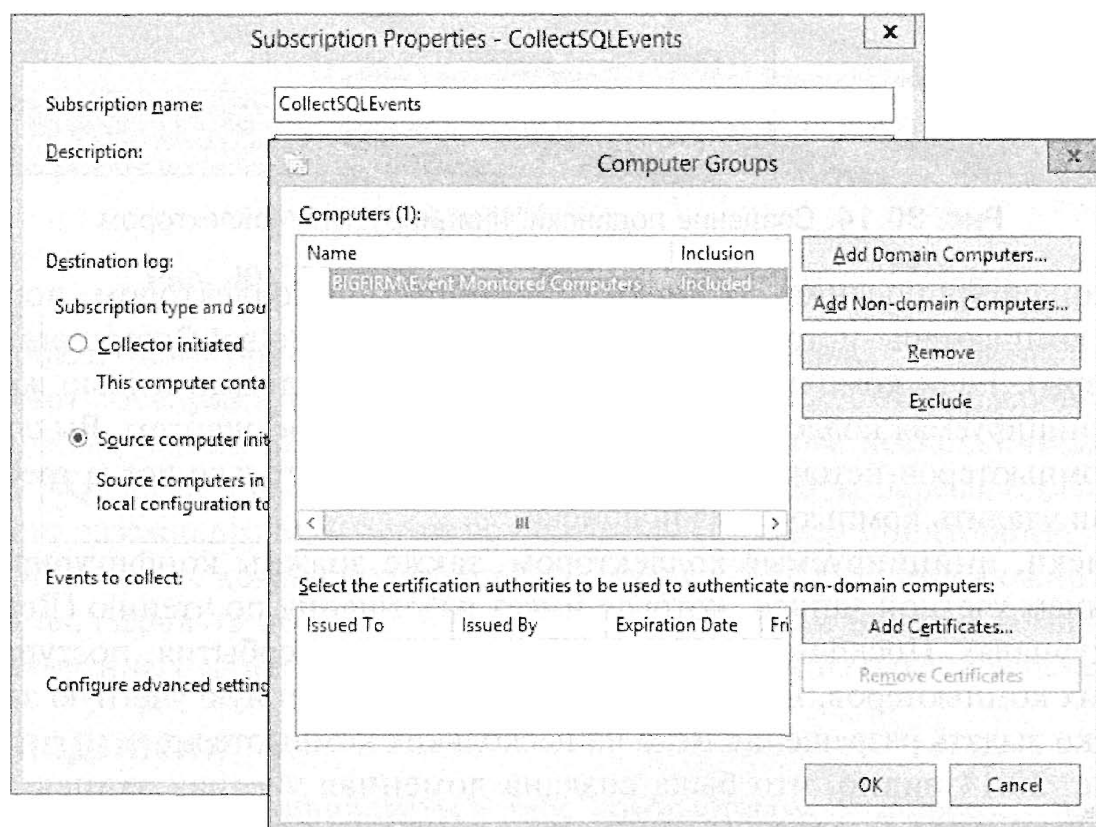 Subscription Properties - CollectSQLEvents
x
Subscription name:
CollectSQLEvents
Description:
Computer Groups
x
Computers (1):
Name
Inclusion
BIGFIRM\Event Monitored Computers
Included
Add Domain Computers...
Add Non-domain Computers...
Remove
Exclude
Destination log:
Subscription type and sou
Collector initiated
This computer conta
Source computer init
Source computers in
local configuration to
Events to collect:
Select the certification authorities to be used to authenticate non-domain computers:
Issued To
Issued By
Expiration Date
Fri
Add Certificates...
Remove Certificates
Configure advanced setting
OK
Cancel